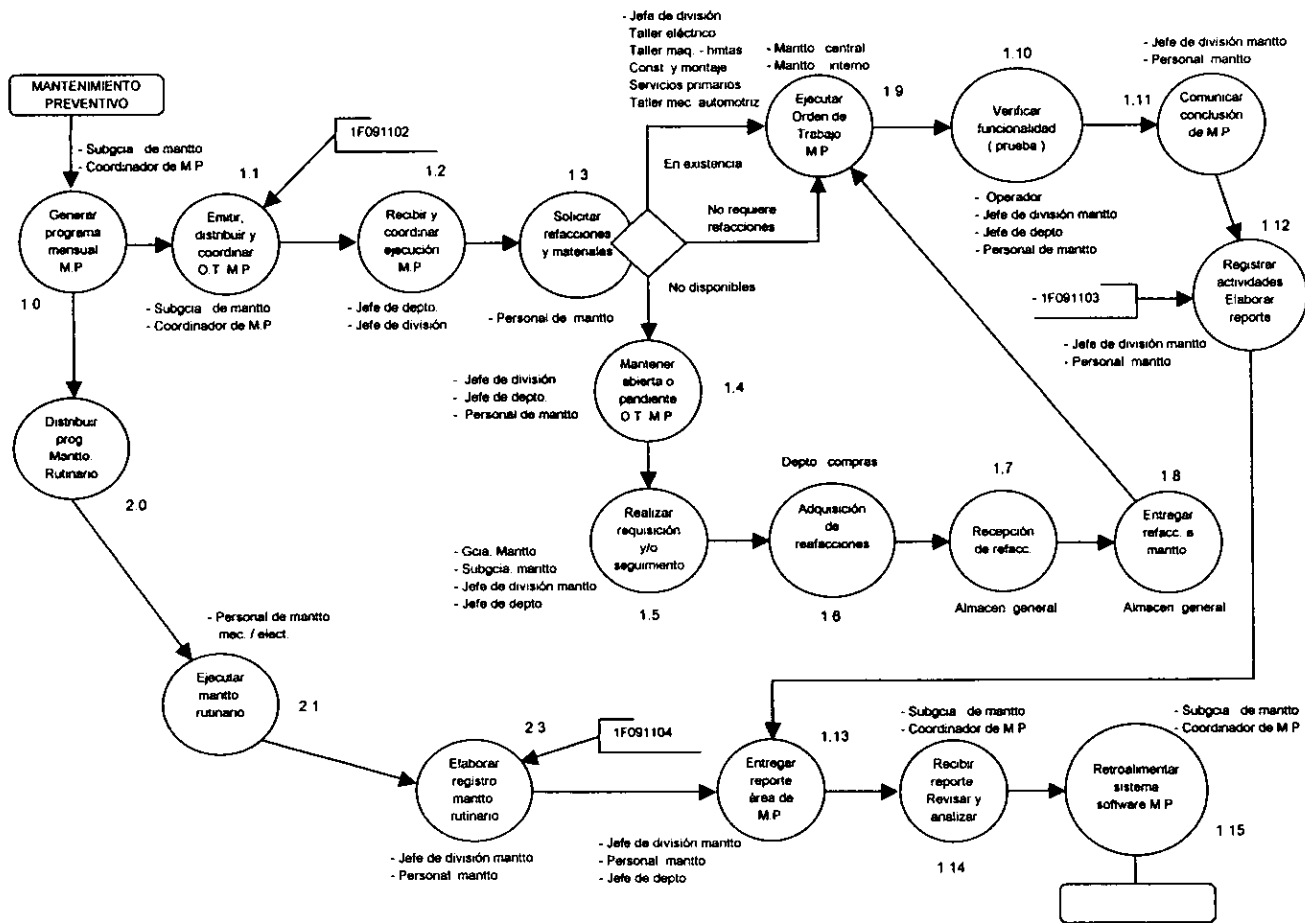 MANTENIMIENTO
PREVENTIVO
- Subgcia de mantto
- Coordinador de M.P
Generar
programa
mensual
M.P
1 0
1F091102
1.1
Emitir,
distribuir y
coordinar
O.T M P
- Subgcia de mantto
- Coordinador de M.P
1.2
Recibir y
coordinar
ejecución
M.P
- Jefe de depto.
- Jefe de división
1 3
Solicitar
refacciones
y materiales
- Personal de mantto
- Jefe de división
Taller eléctrico
Taller maq. - hmtas
Const y montaje
Servicios primarios
Taller mec automotriz
En existencia
No requiere
refacciones
No disponibles
- Mantto central
- Mantto interno
Ejecutar
Orden de
Trabajo
M P
1 9
1.10
Verificar
funcionalidad
( prueba )
- Operador
- Jefe de división mantto
- Jefe de depto
- Personal de mantto
- Jefe de división mantto
- Personal mantto
1.11
Comunicar
conclusión
de M.P
1 12
Registrar
actividades
Elaborar
reporte
- 1F091103
- Jefe de división mantto
- Personal mantto
Mantener
abierta o
pendiente
O T M P
1.4
- Jefe de división
- Jefe de depto.
- Personal de mantto
Realizar
requisición
y/o
seguimiento
- Gcia. Mantto
- Subgcia. mantto
- Jefe de división mantto
- Jefe de depto
1.5
Depto compras
Adquisición
de
reafacciones
1 6
1.7
Recepción
de refacc.
Almacen general
1 8
Entregar
refacc. a
mantto
Almacen general
Distribuir
prog
Mantto.
Rutinario
2.0
- Personal de mantto
mec. / elect.
Ejecutar
mantto
rutinario
2 1
2 3
1F091104
Elaborar
registro
mantto
rutinario
- Jefe de división mantto
- Personal mantto
1.13
Entregar
reporte
área de
M.P
- Jefe de división mantto
- Personal mantto
- Jefe de depto
- Subgcia de mantto
- Coordinador de M P
Recibir
reporte
Revisar y
analizar
1 14
- Subgcia de mantto
- Coordinador de M P
Retroalimentar
sistema
software M P
1 15